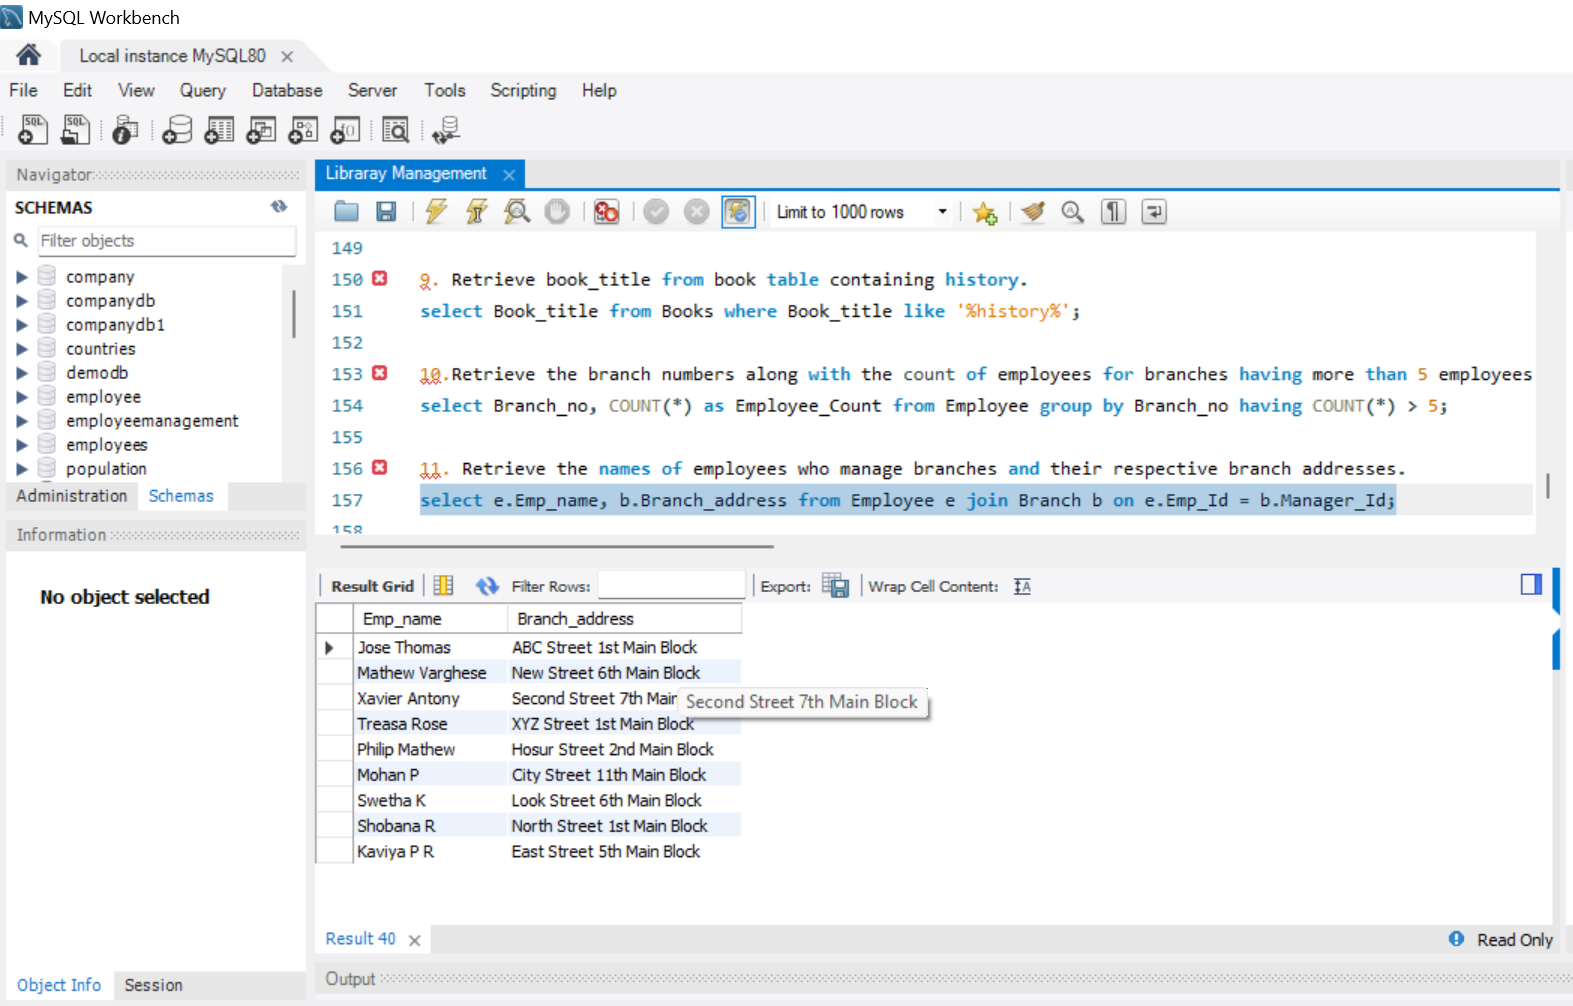 MySQL Workbench
Local instance MySQL80
File Edit View Query Database Server Tools Scripting Help
Navigator
SCHEMAS
Filter objects
company
companydb
companydb1
countries
demodb
employee
employeemanagement
employees
population
Administration Schemas
Information
No object selected
Object Info Session
Libraray Management
Limit to 1000 rows
149
150 9. Retrieve book_title from book table containing history.
151 select Book_title from Books where Book_title like '%history%';
152
153 10.Retrieve the branch numbers along with the count of employees for branches having more than 5 employees
154 select Branch_no, COUNT(*) as Employee_Count from Employee group by Branch_no having COUNT(*) > 5;
155
156 11. Retrieve the names of employees who manage branches and their respective branch addresses.
157 select e.Emp_name, b.Branch_address from Employee e join Branch b on e.Emp_Id = b.Manager_Id;
158
Result Grid Filter Rows: Export: Wrap Cell Content:
Emp_name Branch_address
Jose Thomas ABC Street 1st Main Block
Mathew Varghese New Street 6th Main Block
Xavier Antony Second Street 7th Main
Second Street 7th Main Block
Treasa Rose XYZ Street 1st Main Block
Philip Mathew Hosur Street 2nd Main Block
Mohan P City Street 11th Main Block
Swetha K Look Street 6th Main Block
Shobana R North Street 1st Main Block
Kaviya P R East Street 5th Main Block
Result 40
Read Only
Output